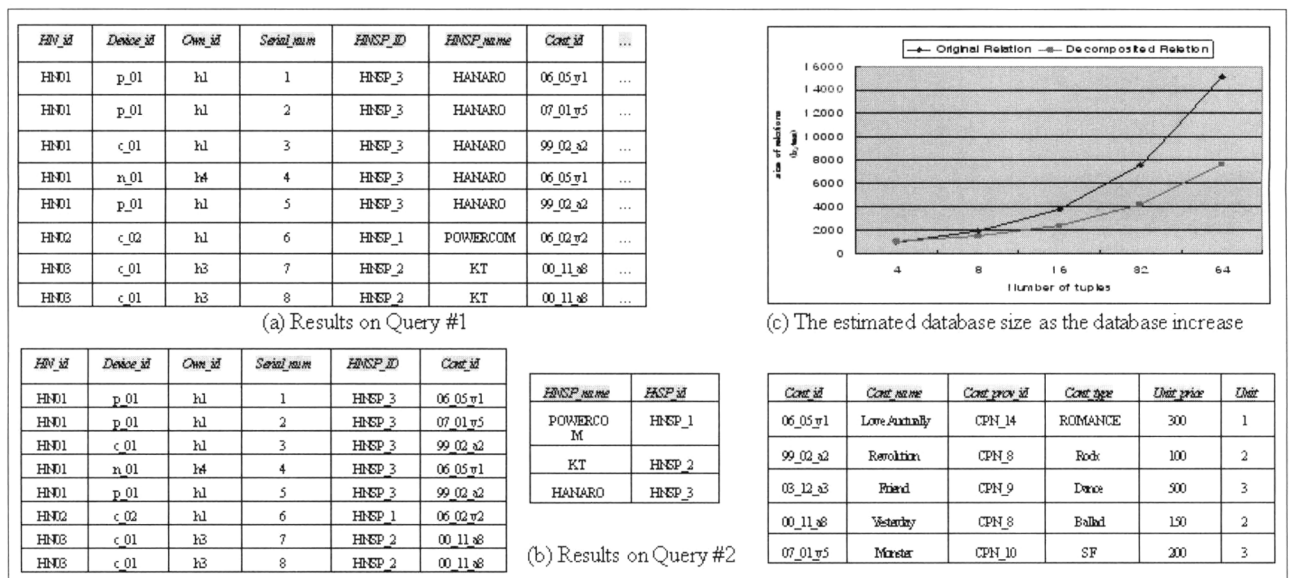 HN_id Device_id Own_id Serial_num HNSP_ID HNSP_name Cont_id ...
HN01 p_01 h1 1 HNSP_3 HANARO 06_05_v1 ...
HN01 p_01 h1 2 HNSP_3 HANARO 07_01_v5 ...
HN01 c_01 h1 3 HNSP_3 HANARO 99_02_a2 ...
HN01 n_01 h4 4 HNSP_3 HANARO 06_05_v1 ...
HN01 p_01 h1 5 HNSP_3 HANARO 99_02_a2 ...
HN02 c_02 h1 6 HNSP_1 POWERCOM 06_02_v2 ...
HN03 c_01 h3 7 HNSP_2 KT 00_11_a8 ...
HN03 c_01 h3 8 HNSP_2 KT 00_11_a8 ...
(a) Results on Query #1
Original Relation Decomposited Reletion
16000
14000
12000
10000
8000
6000
4000
2000
0
size of relations
(bytes)
4 8 16 32 64
Number of tuples
(c) The estimated database size as the database increase
HN_id Device_id Own_id Serial_num HNSP_ID Cont_id
HN01 p_01 h1 1 HNSP_3 06_05_v1
HN01 p_01 h1 2 HNSP_3 07_01_v5
HN01 c_01 h1 3 HNSP_3 99_02_a2
HN01 n_01 h4 4 HNSP_3 06_05_v1
HN01 p_01 h1 5 HNSP_3 99_02_a2
HN02 c_02 h1 6 HNSP_1 06_02_v2
HN03 c_01 h3 7 HNSP_2 00_11_a8
HN03 c_01 h3 8 HNSP_2 00_11_a8
HNSP_name HKSP_id
POWERCO
M HNSP_1
KT HNSP_2
HANARO HNSP_3
(b) Results on Query #2
Cont_id Cont_name Cont_prov_id Cont_type Unit_price Unit
06_05_v1 Love Auctually CPN_14 ROMANCE 300 1
99_02_a2 Revolution CPN_8 Rock 100 2
03_12_a3 Friend CPN_9 Dance 500 3
00_11_a8 Yesterday CPN_8 Ballad 150 2
07_01_v5 Monster CPN_10 SF 200 3